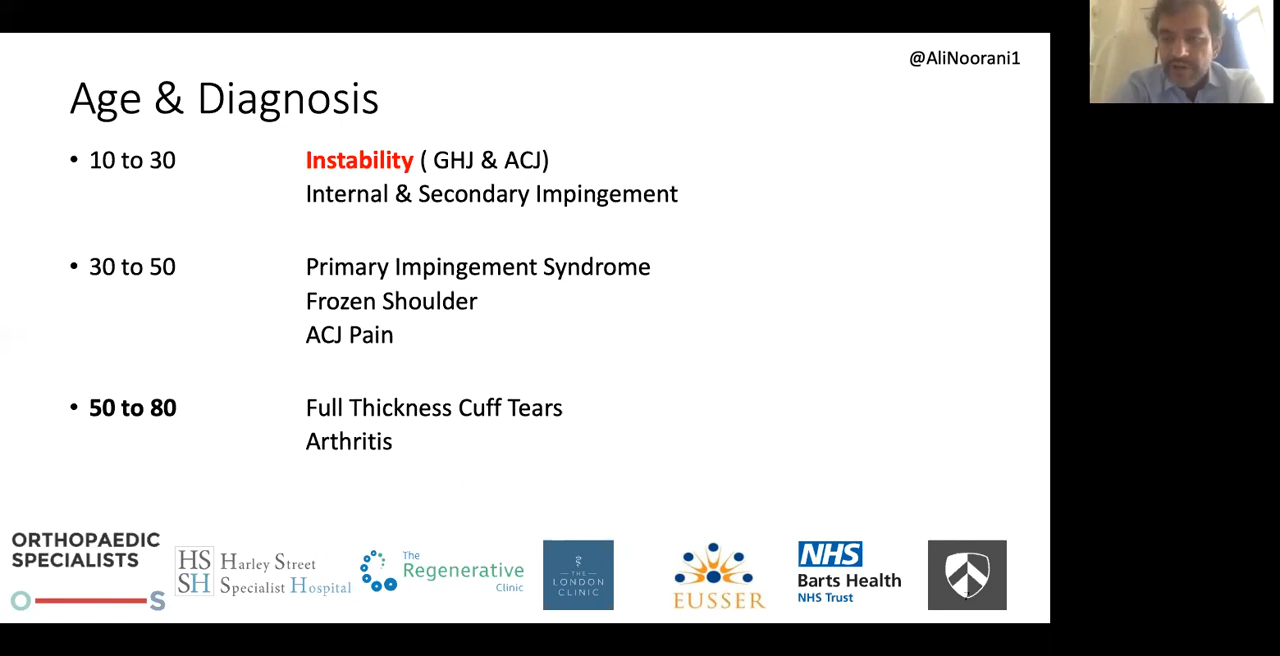 @AliNoorani1
Age & Diagnosis
• 10 to 30 Instability ( GHJ & ACJ)
Internal & Secondary Impingement
• 30 to 50 Primary Impingement Syndrome
Frozen Shoulder
ACJ Pain
• 50 to 80 Full Thickness Cuff Tears
Arthritis
ORTHOPAEDIC
SPECIALISTS
OS
HS
SH
Harley Street
Specialist Hospital
The
Regenerative
Clinic
THE
LONDON
CLINIC
EUSSER
NHS
Barts Health
NHS Trust